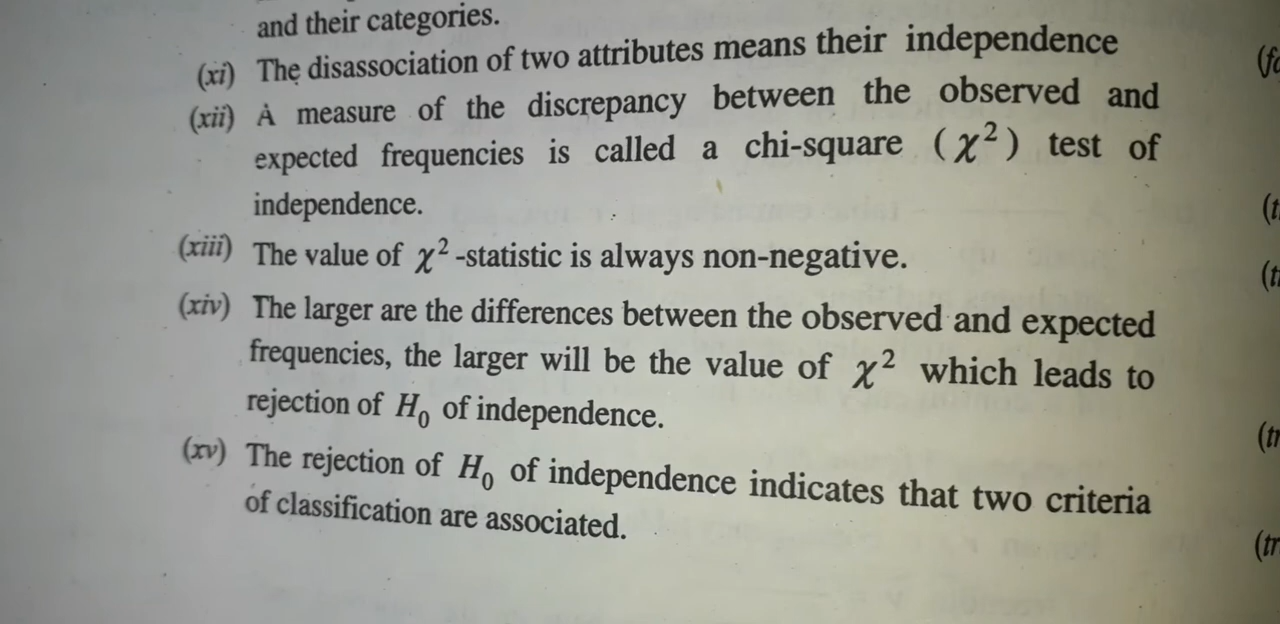 and their categories.
(xi) The disassociation of two attributes means their independence (fa
(xii) A measure of the discrepancy between the observed and
expected frequencies is called a chi-square (χ²) test of
independence. (t
(xiii) The value of χ²-statistic is always non-negative. (t
(xiv) The larger are the differences between the observed and expected
frequencies, the larger will be the value of χ² which leads to
rejection of H₀ of independence. (tr
(xv) The rejection of H₀ of independence indicates that two criteria
of classification are associated. (tr